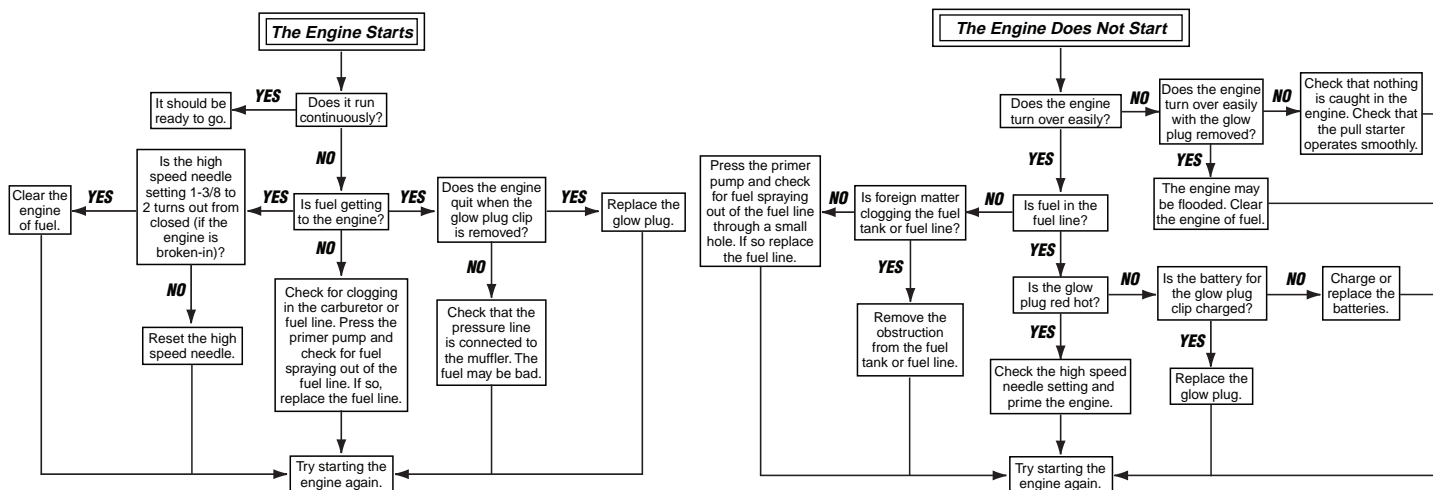 The Engine Starts
Does it run
continuously?
YES
It should be
ready to go.
NO
Is fuel getting
to the engine?
YES
Is the high
speed needle
setting 1-3/8 to
2 turns out from
closed (if the
engine is
broken-in)?
YES
Clear the
engine
of fuel.
NO
Reset the high
speed needle.
YES
Does the engine
quit when the
glow plug clip
is removed?
YES
Replace the
glow plug.
NO
Check that the
pressure line
is connected to
the muffler. The
fuel may be bad.
NO
Check for clogging
in the carburetor or
fuel line. Press the
primer pump and
check for fuel
spraying out of the
fuel line. If so,
replace the fuel line.
Try starting the
engine again.
The Engine Does Not Start
Does the engine
turn over easily?
NO
Does the engine
turn over easily
with the glow
plug removed?
NO
Check that nothing
is caught in the
engine. Check that
the pull starter
operates smoothly.
YES
The engine may
be flooded. Clear
the engine of fuel.
YES
Is fuel in the
fuel line?
NO
Is foreign matter
clogging the fuel
tank or fuel line?
NO
Press the primer
pump and check
for fuel spraying
out of the fuel line
through a small
hole. If so replace
the fuel line.
YES
Remove the
obstruction
from the fuel
tank or fuel line.
YES
Is the glow
plug red hot?
NO
Is the battery for
the glow plug
clip charged?
NO
Charge or
replace the
batteries.
YES
Replace the
glow plug.
YES
Check the high speed
needle setting and
prime the engine.
Try starting the
engine again.